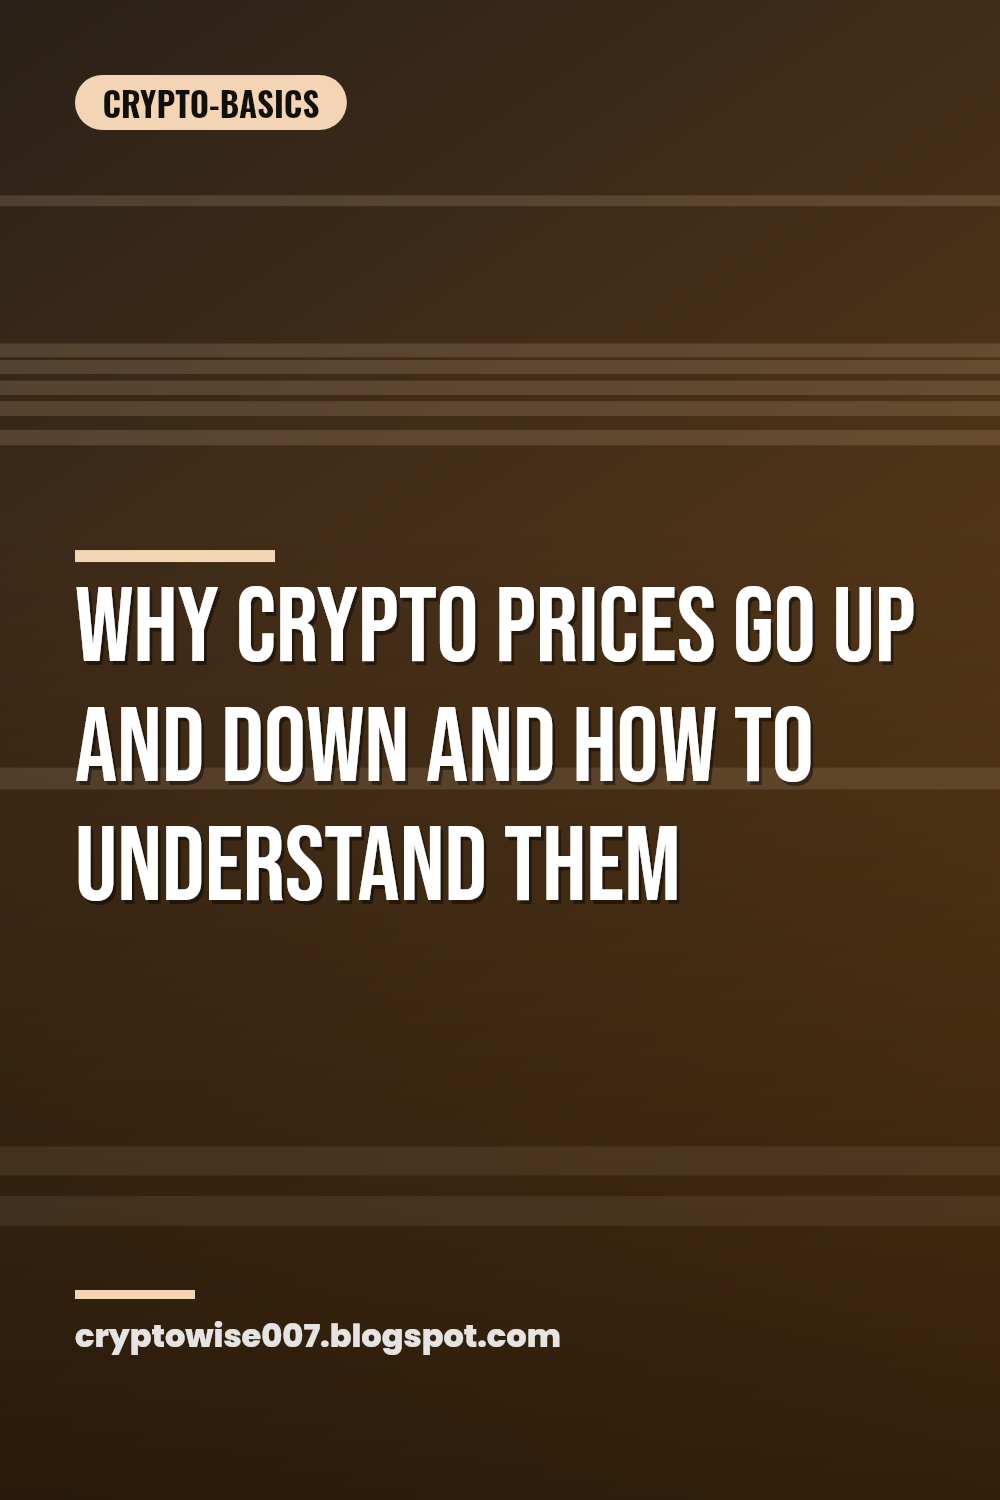 CRYPTO-BASICS
WHY CRYPTO PRICES GO UP
AND DOWN AND HOW TO
UNDERSTAND THEM
cryptowise007.blogspot.com